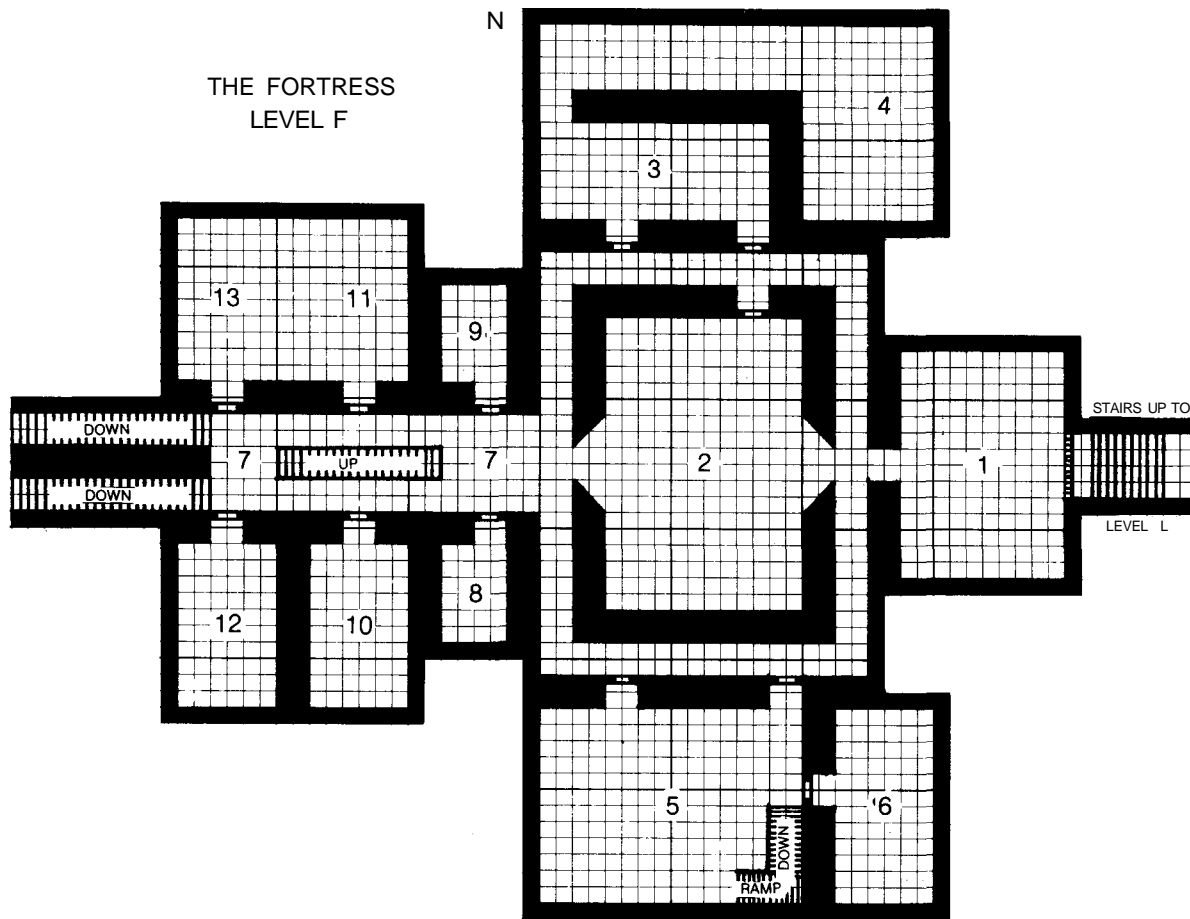 N
THE FORTRESS
LEVEL F
4
3
13
11
9
STAIRS UP TO
DOWN
7
UP
7
2
1
DOWN
LEVEL L
8
12
10
5
6
DOWN
RAMP